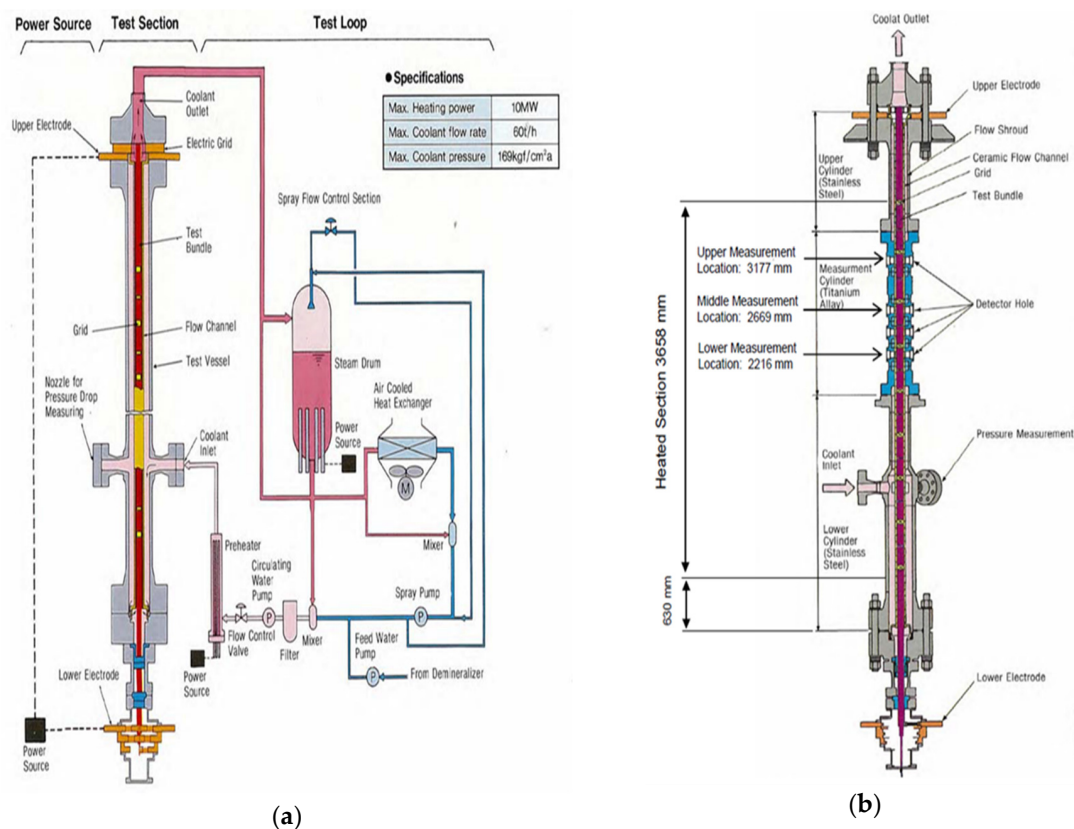 Power Source
Test Section
Test Loop
Coolant
Outlet
Upper Electrode
Electric Grid
● Specifications
Max. Heating power
10MW
Max. Coolant flow rate
60t/h
Max. Coolant pressure
169kgf/cm²a
Spray Flow Control Section
Test
Bundle
Grid
Flow Channel
Test Vessel
Nozzle for
Pressure Drop
Measuring
Coolant
Inlet
Steam Drum
Air Cooled
Heat Exchanger
Power
Source
M
Mixer
Preheater
Circulating
Water
Pump
Spray Pump
P
P
Flow Control
Valve
Filter
Mixer
Feed Water
Pump
P
From Demineralizer
Power
Source
Lower Electrode
Power
Source
(a)
Coolat Outlet
Upper Electrode
Flow Shroud
Ceramic Flow Channel
Grid
Test Bundle
Upper
Cylinder
(Stainless
Steel)
Upper Measurement
Location: 3177 mm
Measurment
Cylinder
(Titanium
Allay)
Middle Measurement
Location: 2669 mm
Detector Hole
Lower Measurement
Location: 2216 mm
Heated Section 3658 mm
Pressure Measurement
Coolant
Inlet
Lower
Cylinder
(Stainless
Steel)
630 mm
Lower Electrode
(b)